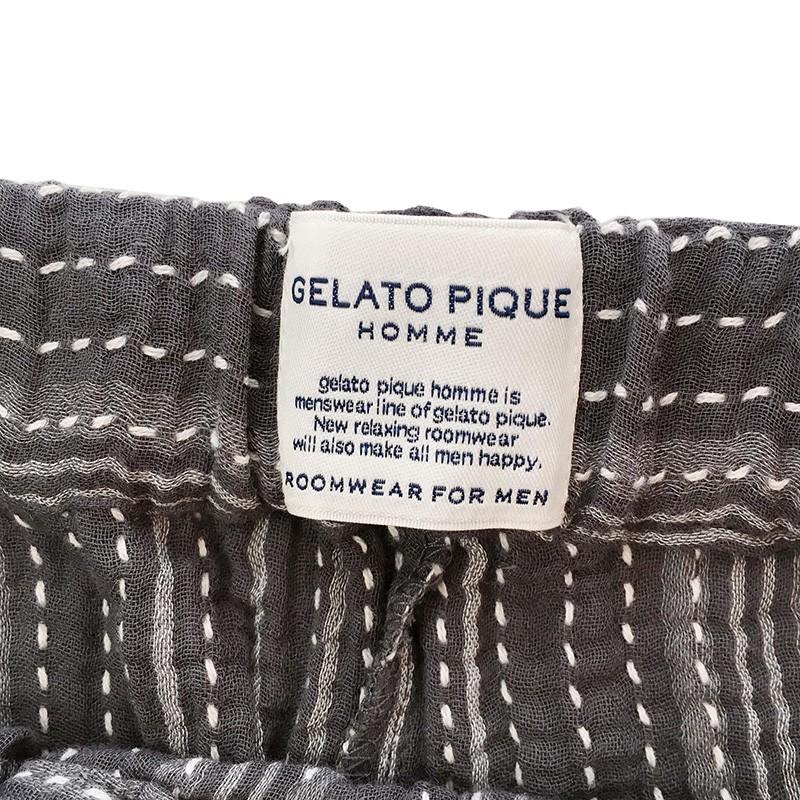 GELATO PIQUE
HOMME
gelato pique homme is
menswear line of gelato pique.
New relaxing roomwear
will also make all men happy.
ROOMWEAR FOR MEN